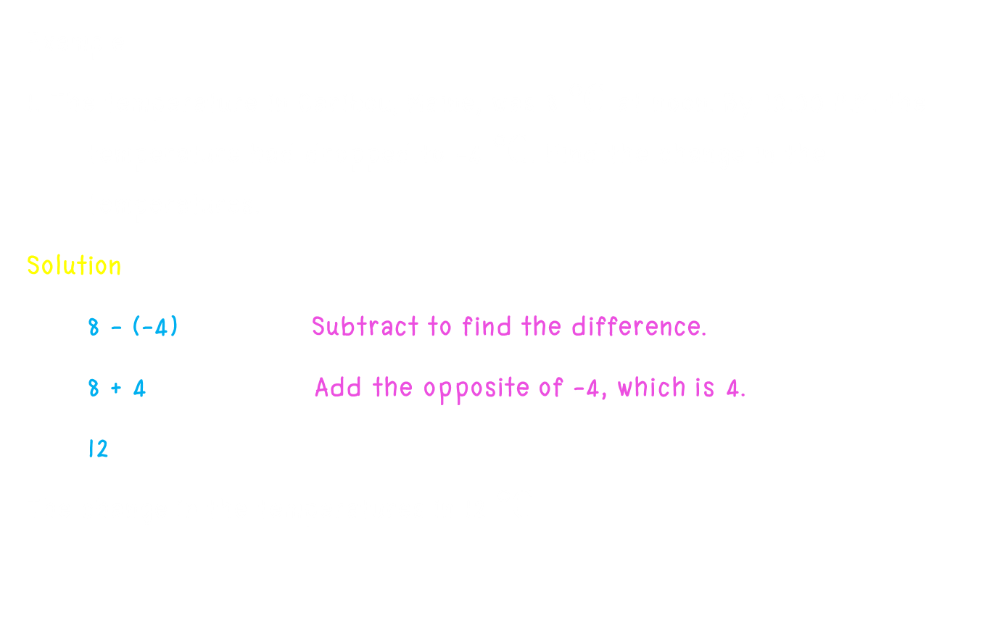 Solution
8 - (-4) Subtract to find the difference.
8 + 4 Add the opposite of -4, which is 4.
12